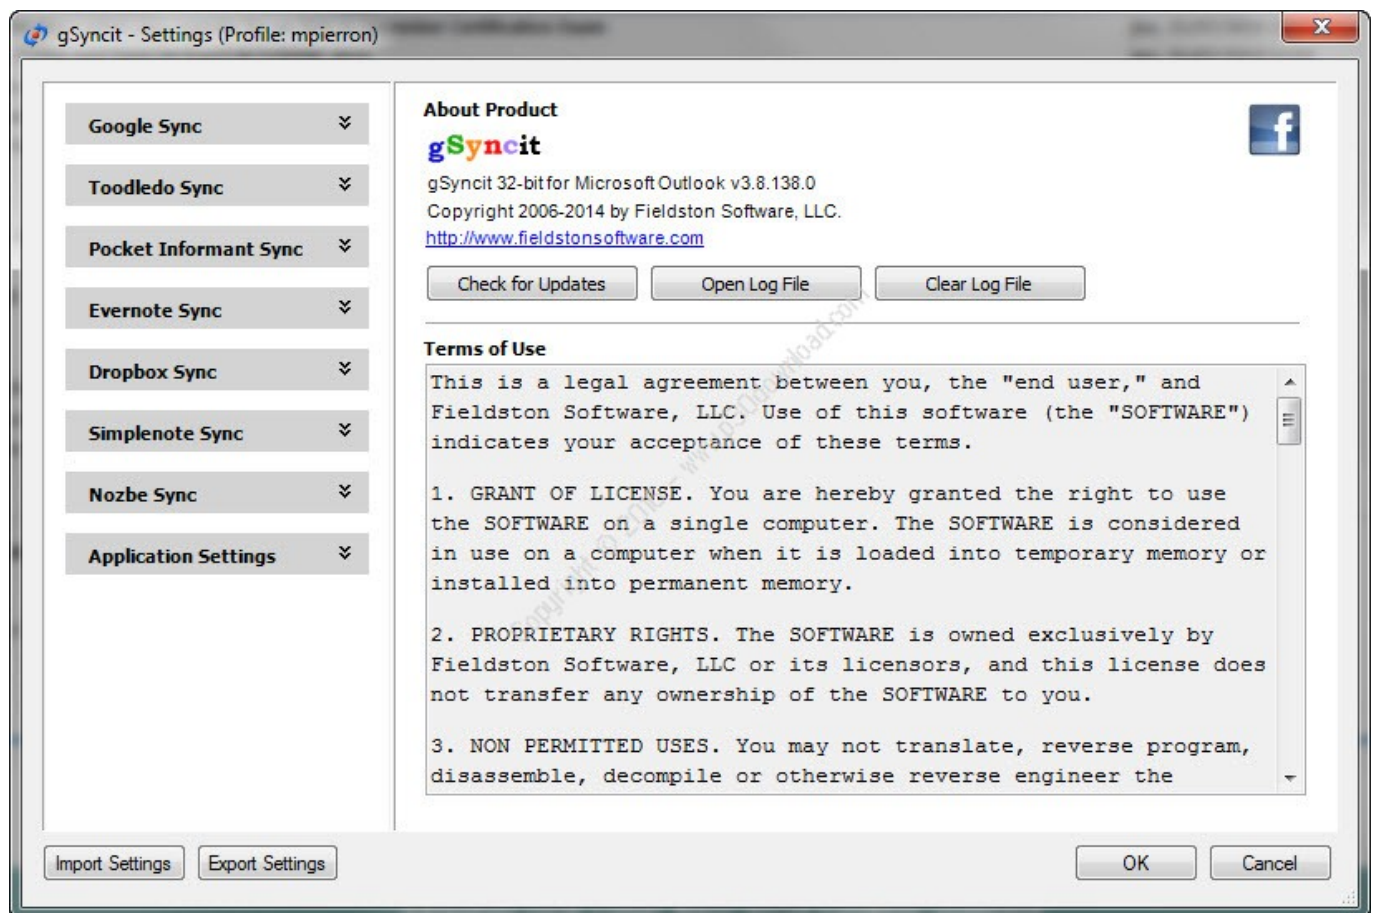 gSyncit - Settings (Profile: mpierron)
Google Sync
Toodledo Sync
Pocket Informant Sync
Evernote Sync
Dropbox Sync
Simplenote Sync
Nozbe Sync
Application Settings
About Product
gSyncit
gSyncit 32-bit for Microsoft Outlook v3.8.138.0
Copyright 2006-2014 by Fieldston Software, LLC.
http://www.fieldstonsoftware.com
Check for Updates
Open Log File
Clear Log File
Terms of Use
This is a legal agreement between you, the "end user," and
Fieldston Software, LLC. Use of this software (the "SOFTWARE")
indicates your acceptance of these terms.
1. GRANT OF LICENSE. You are hereby granted the right to use
the SOFTWARE on a single computer. The SOFTWARE is considered
in use on a computer when it is loaded into temporary memory or
installed into permanent memory.
2. PROPRIETARY RIGHTS. The SOFTWARE is owned exclusively by
Fieldston Software, LLC or its licensors, and this license does
not transfer any ownership of the SOFTWARE to you.
3. NON PERMITTED USES. You may not translate, reverse program,
disassemble, decompile or otherwise reverse engineer the
Import Settings
Export Settings
OK
Cancel
Copyright © - www.p30download.com